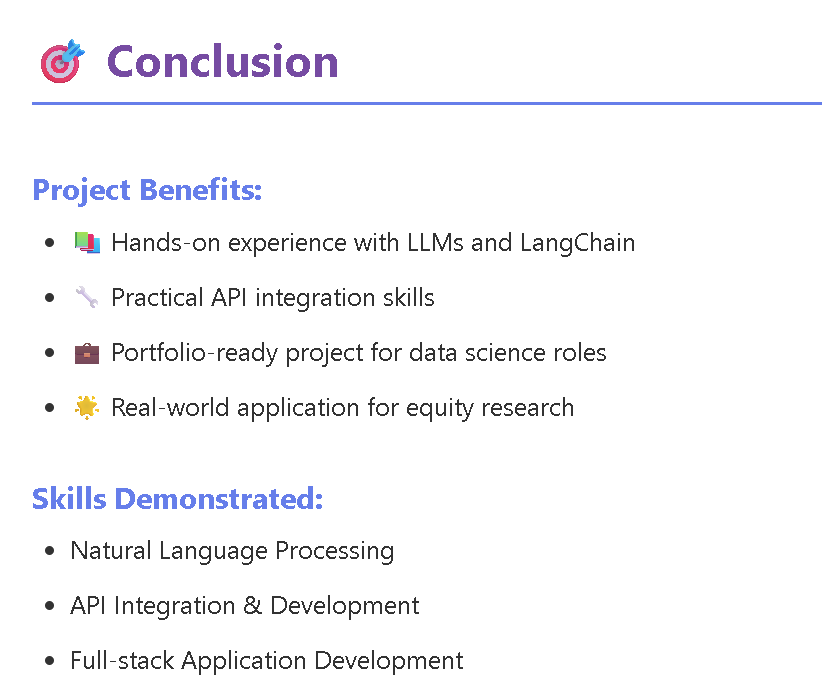 Conclusion
Project Benefits:
Hands-on experience with LLMs and LangChain
Practical API integration skills
Portfolio-ready project for data science roles
Real-world application for equity research
Skills Demonstrated:
Natural Language Processing
API Integration & Development
Full-stack Application Development